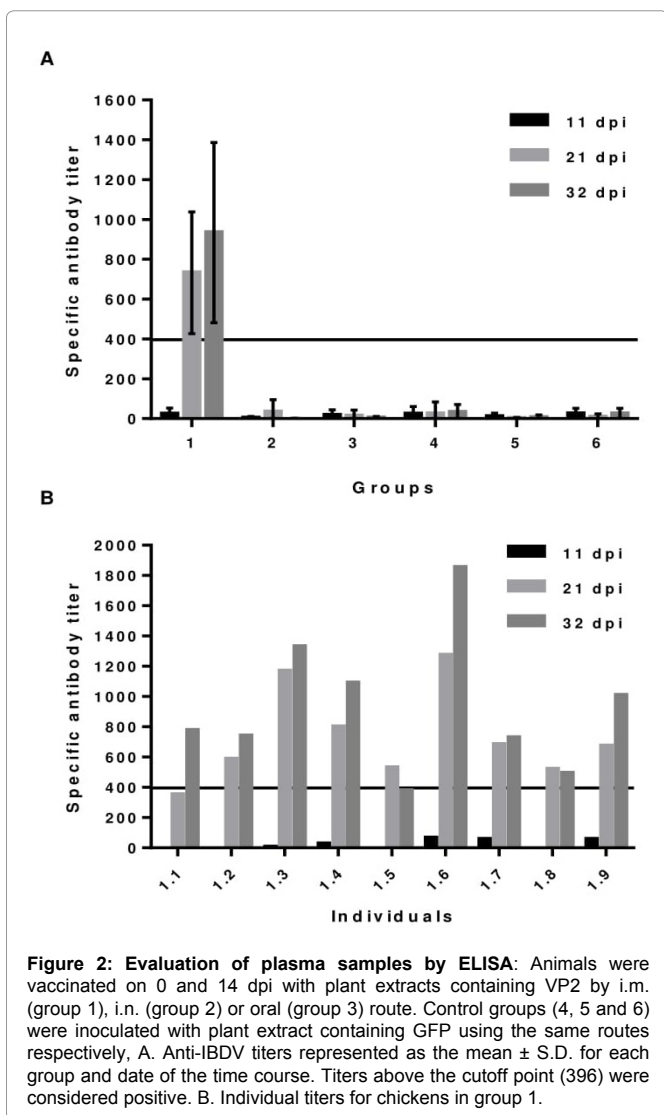 A
Specific antibody titer
1600
1400
1200
1000
800
600
400
200
0
11 dpi
21 dpi
32 dpi
1 2 3 4 5 6
Groups
B
Specific antibody titer
2000
1800
1600
1400
1200
1000
800
600
400
200
0
11 dpi
21 dpi
32 dpi
1.1 1.2 1.3 1.4 1.5 1.6 1.7 1.8 1.9
Individuals
Figure 2: Evaluation of plasma samples by ELISA: Animals were
vaccinated on 0 and 14 dpi with plant extracts containing VP2 by i.m.
(group 1), i.n. (group 2) or oral (group 3) route. Control groups (4, 5 and 6)
were inoculated with plant extract containing GFP using the same routes
respectively, A. Anti-IBDV titers represented as the mean ± S.D. for each
group and date of the time course. Titers above the cutoff point (396) were
considered positive. B. Individual titers for chickens in group 1.